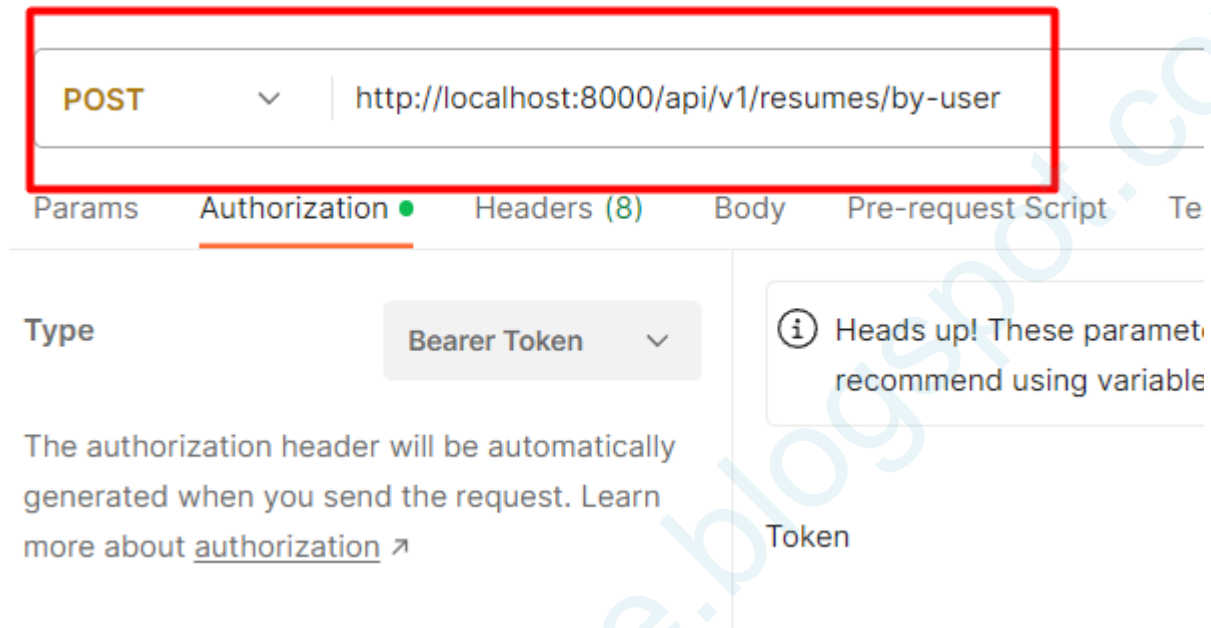 POST http://localhost:8000/api/v1/resumes/by-user
Params Authorization Headers (8) Body Pre-request Script
Type Bearer Token
Heads up! These
recommend using
The authorization header will be automatically
generated when you send the request. Learn
more about authorization ↗
Token